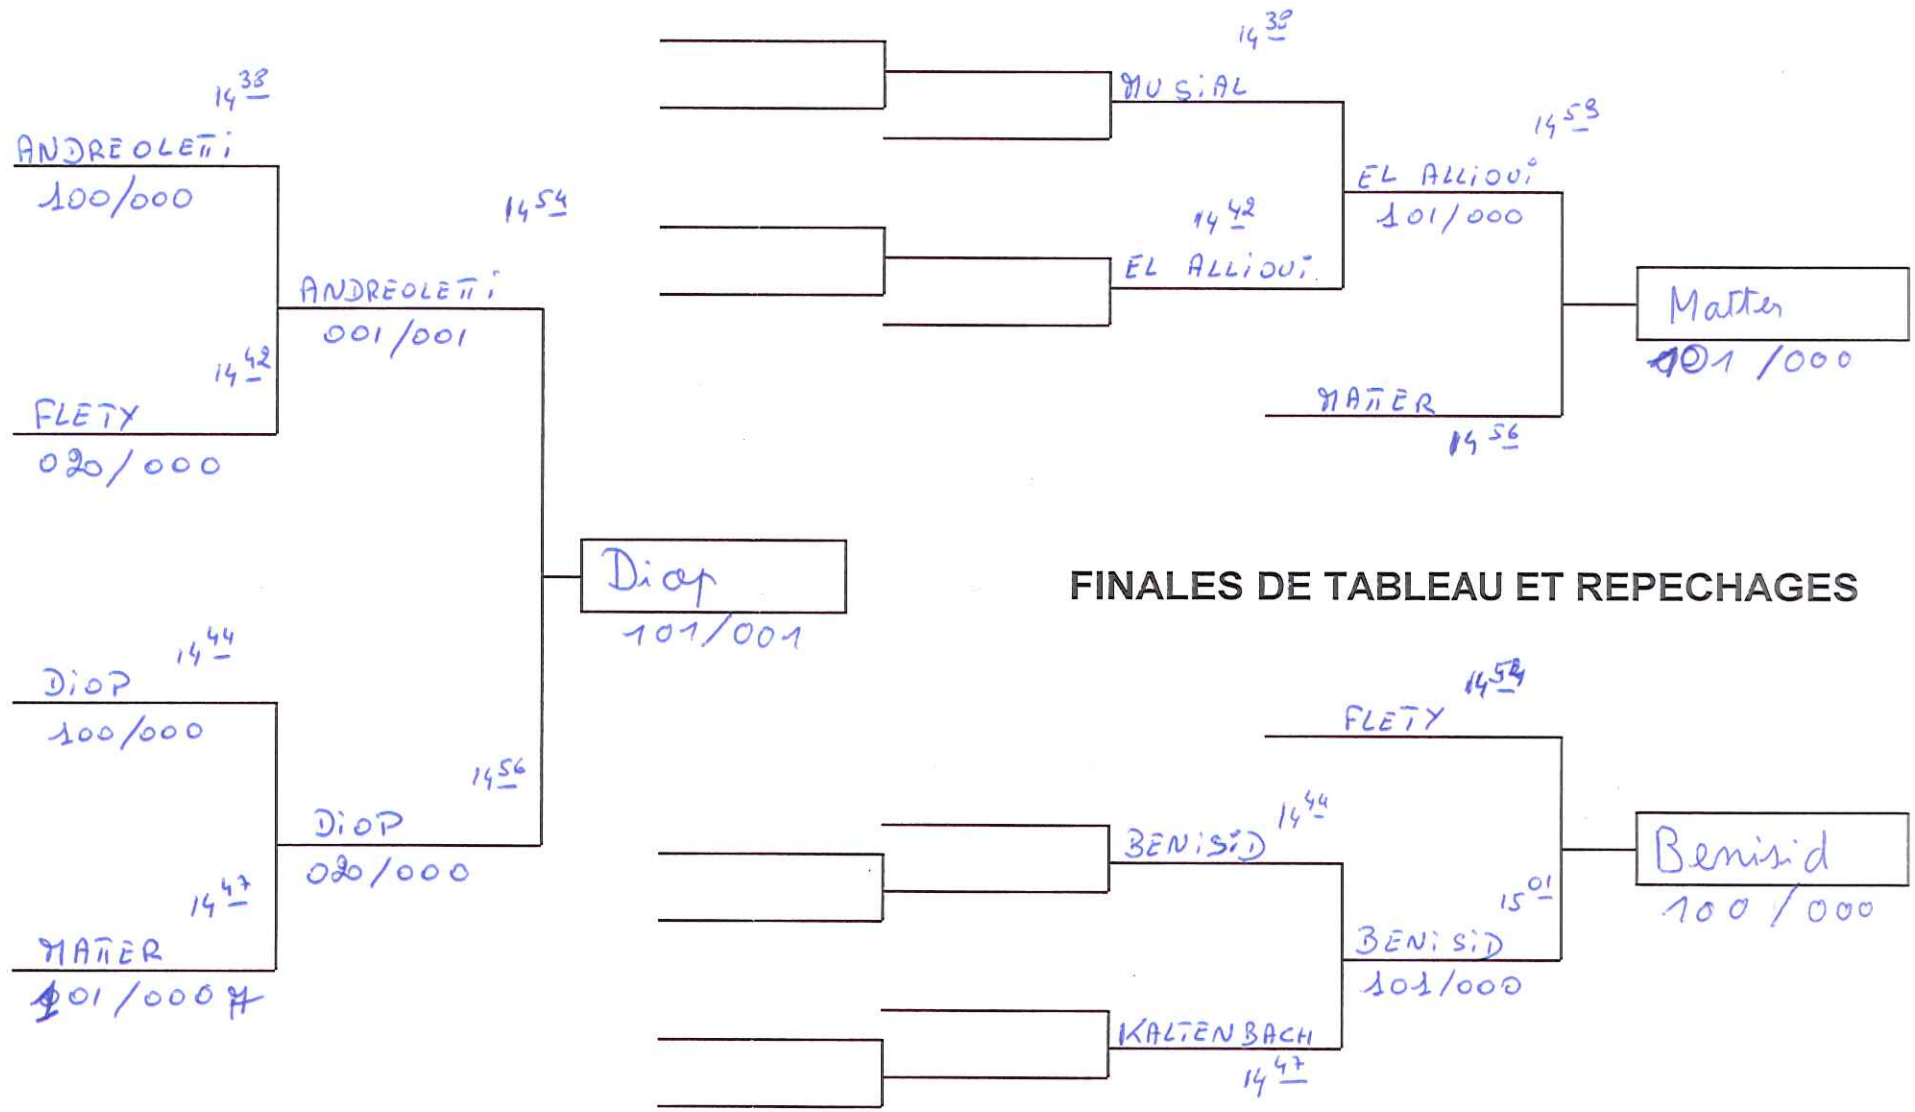 14 38
ANDREOLETTi
100/000
14 54
ANDREOLETTi
001/001
14 42
FLETY
020/000
Diop
101/001
14 44
DiOP
100/000
14 56
DiOP
020/000
14 47
MATTER
101/000
14 38
MUSiAL
14 59
EL ALLiOUi
101/000
14 42
EL ALLiOUi
Matter
101/000
MATTER
14 56
FINALES DE TABLEAU ET REPECHAGES
14 54
FLETY
14 44
BENiSiD
Benisid
100/000
15 01
BENiSiD
101/000
KALTENBACH
14 47